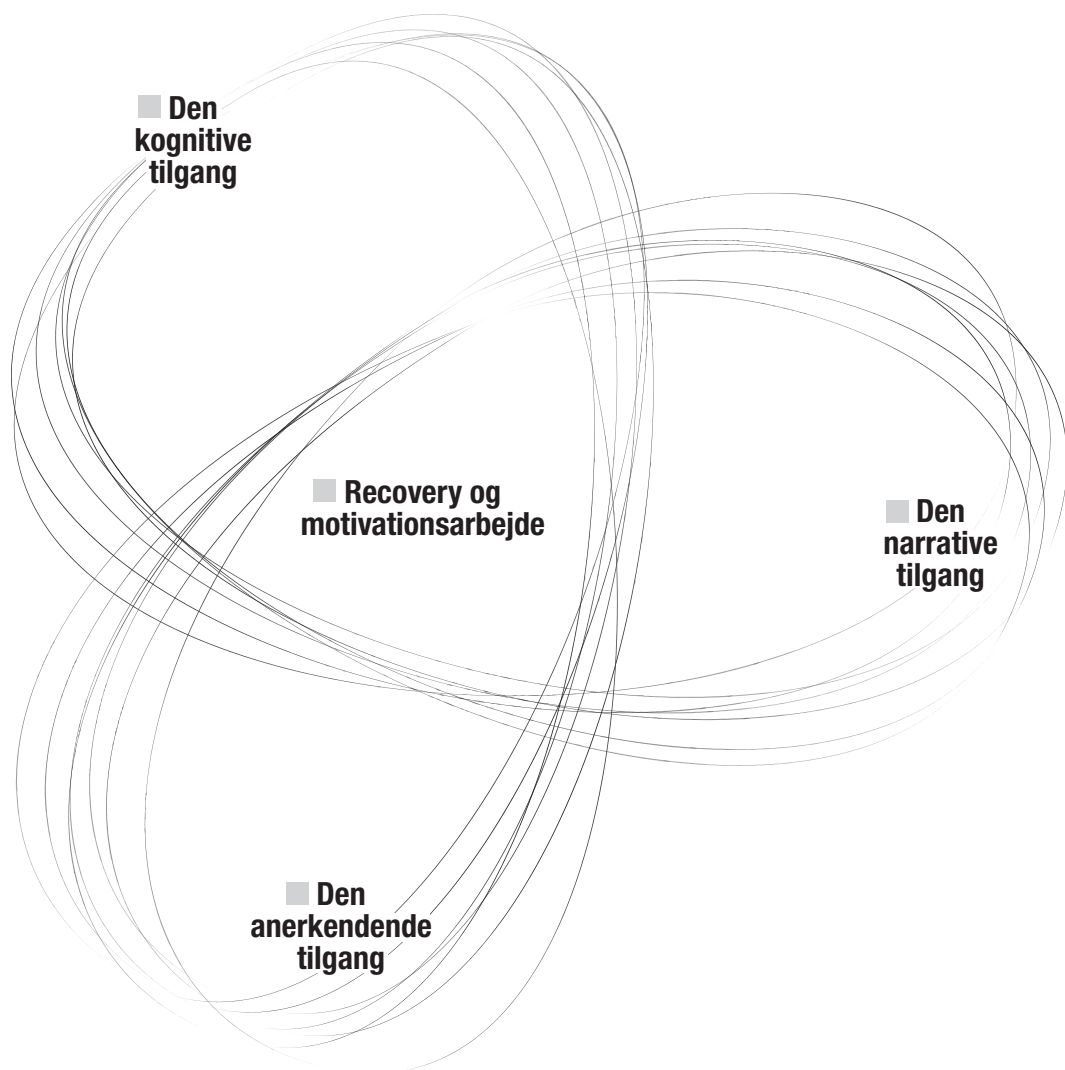 Den
kognitive
tilgang
Recovery og
motivationsarbejde
Den
narrative
tilgang
Den
anerkendende
tilgang